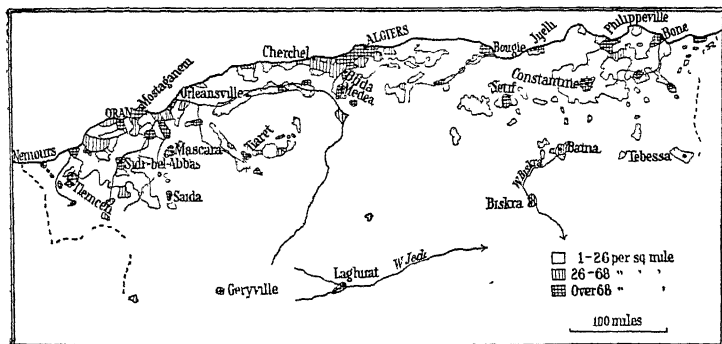 Philippeville
Bone
Jijelli
Bougie
ALGIERS
Cherchel
Blida
Medea
Constantine
Setif
Mostaganem
Orleansville
ORAN
Nemours
Mascara
Tiaret
Sidi-bel-Abbas
Tlemcen
Saida
W. Biskra
Batna
Tebessa
Biskra
Laghuat
W. Jedi
Geryville
1-26 per sq mile
26-68 " " "
Over 68 " "
100 miles